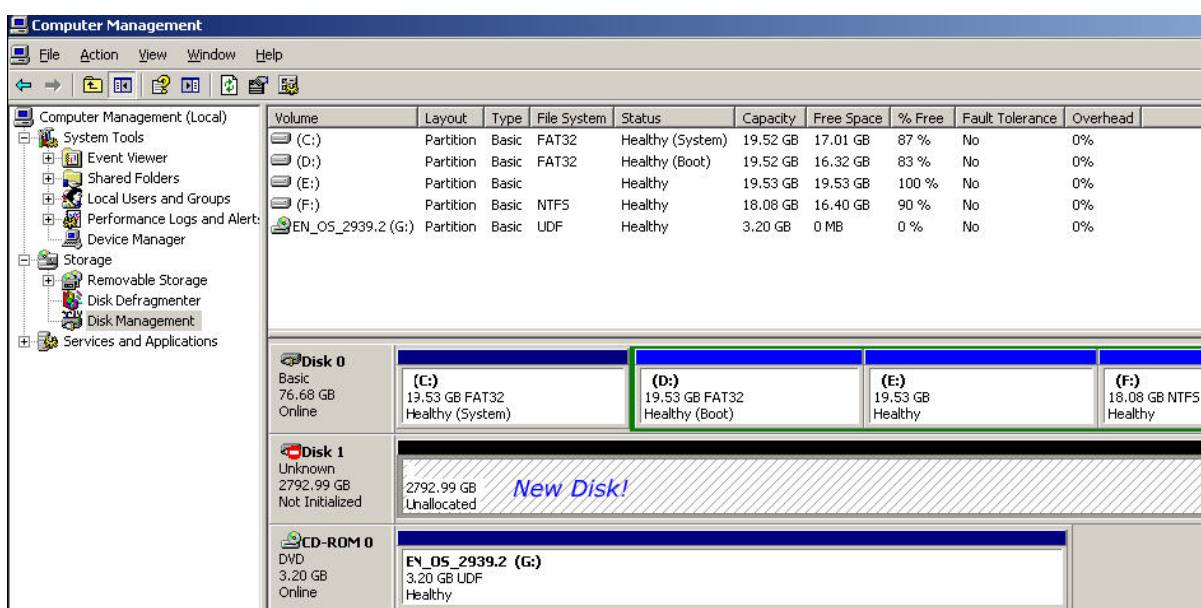 Computer Management
File Action View Window Help
Computer Management (Local)
System Tools
Event Viewer
Shared Folders
Local Users and Groups
Performance Logs and Alert
Device Manager
Storage
Removable Storage
Disk Defragmenter
Disk Management
Services and Applications
Volume Layout Type File System Status Capacity Free Space % Free Fault Tolerance Overhead
(C:) Partition Basic FAT32 Healthy (System) 19.52 GB 17.01 GB 87 % No 0%
(D:) Partition Basic FAT32 Healthy (Boot) 19.52 GB 16.32 GB 83 % No 0%
(E:) Partition Basic Healthy 19.53 GB 19.53 GB 100 % No 0%
(F:) Partition Basic NTFS Healthy 18.08 GB 16.40 GB 90 % No 0%
EN_OS_2939.2 (G:) Partition Basic UDF Healthy 3.20 GB 0 MB 0 % No 0%
Disk 0
Basic
76.68 GB
Online
(C:)
19.53 GB FAT32
Healthy (System)
(D:)
19.53 GB FAT32
Healthy (Boot)
(E:)
19.53 GB
Healthy
(F:)
18.08 GB NTFS
Healthy
Disk 1
Unknown
2792.99 GB
Not Initialized
2792.99 GB
Unallocated
New Disk!
CD-ROM 0
DVD
3.20 GB
Online
EN_OS_2939.2 (G:)
3.20 GB UDF
Healthy